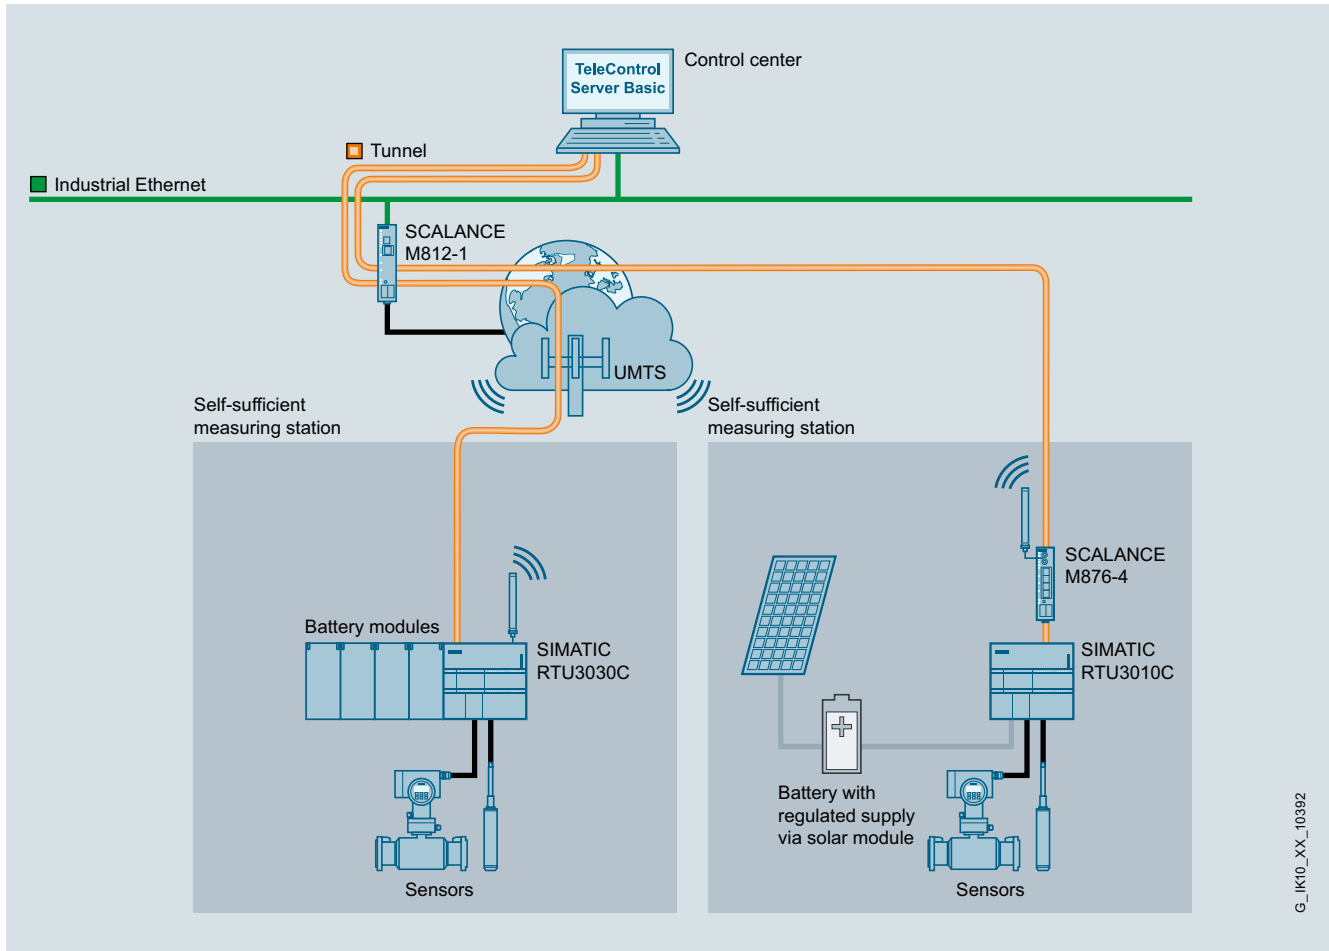 TeleControl
Server Basic
Control center
Tunnel
Industrial Ethernet
SCALANCE
M812-1
UMTS
Self-sufficient
measuring station
Self-sufficient
measuring station
SCALANCE
M876-4
Battery modules
SIMATIC
RTU3030C
SIMATIC
RTU3010C
Battery with
regulated supply
via solar module
Sensors
Sensors
G_IK10_XX_10392